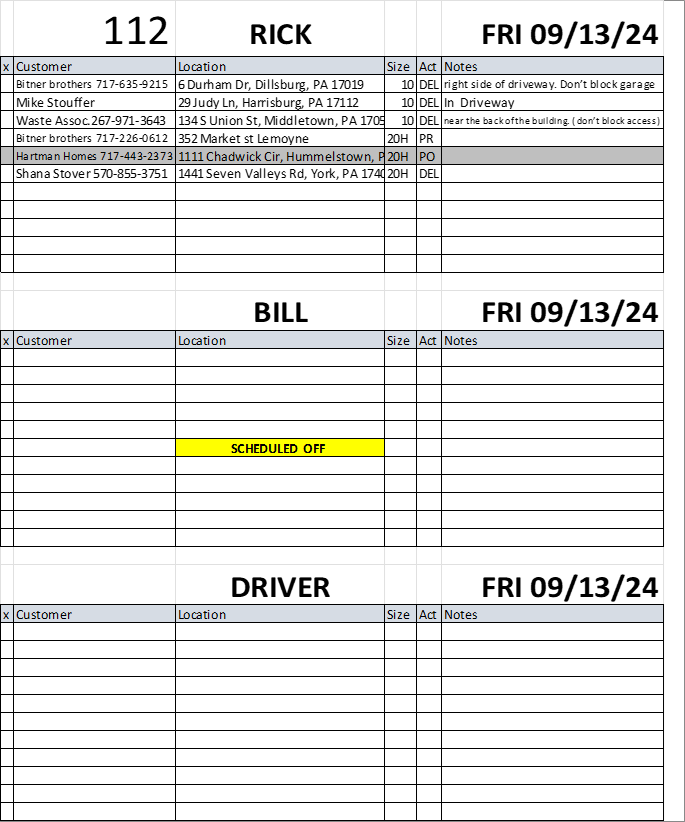 112 RICK FRI 09/13/24
x Customer Location Size Act Notes
Bitner brothers 717-635-9215 6 Durham Dr, Dillsburg, PA 17019 10 DEL right side of driveway. Don't block garage
Mike Stouffer 29 Judy Ln, Harrisburg, PA 17112 10 DEL In Driveway
Waste Assoc. 267-971-3643 134 S Union St, Middletown, PA 1705 10 DEL near the back of the building. ( don't block access)
Bitner brothers 717-226-0612 352 Market st Lemoyne 20H PR
Hartman Homes 717-443-2373 1111 Chadwick Cir, Hummelstown, P 20H PO
Shana Stover 570-855-3751 1441 Seven Valleys Rd, York, PA 1740 20H DEL
BILL FRI 09/13/24
x Customer Location Size Act Notes
SCHEDULED OFF
DRIVER FRI 09/13/24
x Customer Location Size Act Notes